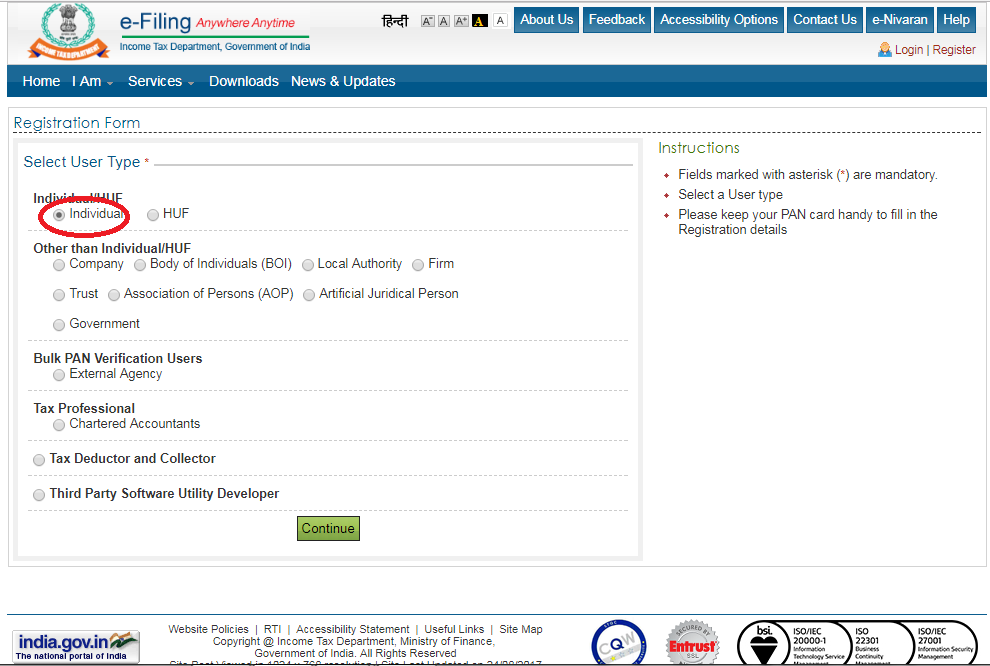 e-Filing Anywhere Anytime
Income Tax Department, Government of India
हिन्दी A- A A+ A A About Us Feedback Accessibility Options Contact Us e-Nivaran Help
Login | Register
Home I Am Services Downloads News & Updates
Registration Form
Select User Type *
Individual/HUF
Individual HUF
Other than Individual/HUF
Company Body of Individuals (BOI) Local Authority Firm
Trust Association of Persons (AOP) Artificial Juridical Person
Government
Bulk PAN Verification Users
External Agency
Tax Professional
Chartered Accountants
Tax Deductor and Collector
Third Party Software Utility Developer
Continue
Instructions
Fields marked with asterisk (*) are mandatory.
Select a User type
Please keep your PAN card handy to fill in the
Registration details
india.gov.in
The national portal of India
Website Policies | RTI | Accessibility Statement | Useful Links | Site Map
Copyright @ Income Tax Department, Ministry of Finance,
Government of India. All Rights Reserved
CQW
SECURED BY
Entrust
SSL
bsi.
ISO/IEC
20000-1
Information Technology Service
Management
ISO
22301
Business
Continuity
Management
ISO/IEC
27001
Information Security
Management